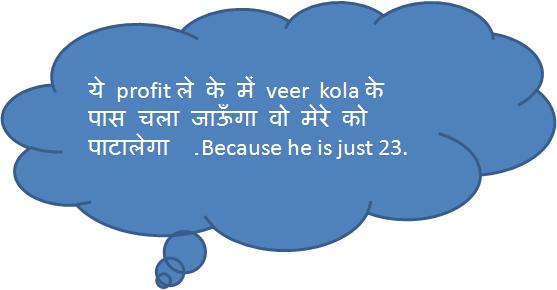 ये profit ले के में veer kola के
पास चला जाऊँगा वो मेरे को
पाटालेगा .Because he is just 23.